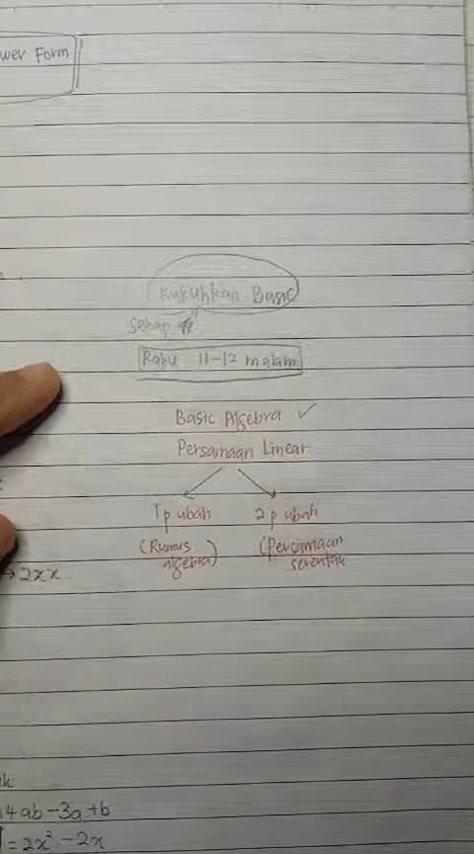 wer Form
Kukuhkan Basic
Setiap
Rabu 11-12 malam
Basic Algebra ✓
Persamaan Linear
1p ubah 2p ubah
(Rumus algebra) (Persamaan serentak
→ 2xx.
4ab-3a+b
=2x²-2x